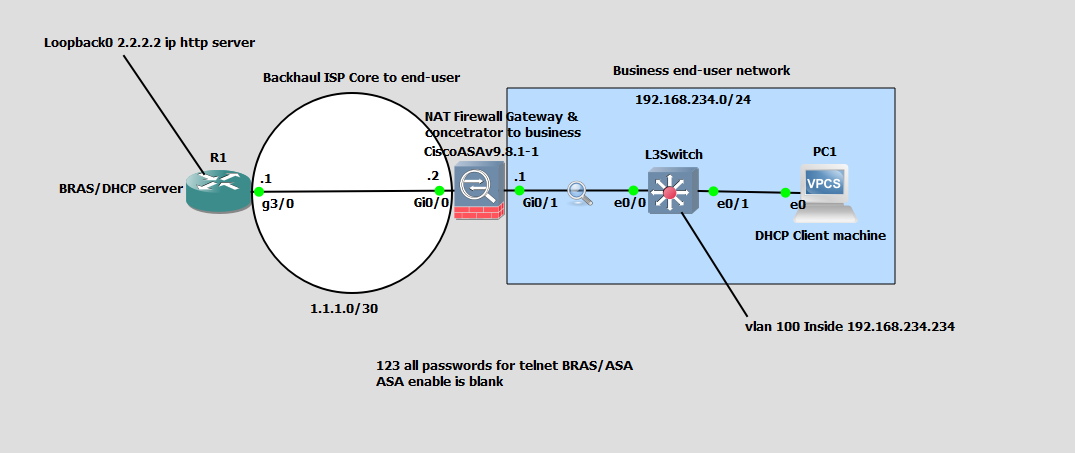 Loopback0 2.2.2.2 ip http server
Backhaul ISP Core to end-user
Business end-user network
192.168.234.0/24
NAT Firewall Gateway &
concetrator to business
CiscoASAv9.8.1-1
R1
L3Switch
PC1
BRAS/DHCP server
.1
.2
.1
VPCS
g3/0
Gi0/0
Gi0/1
e0/0
e0/1
e0
DHCP Client machine
1.1.1.0/30
vlan 100 Inside 192.168.234.234
123 all passwords for telnet BRAS/ASA
ASA enable is blank